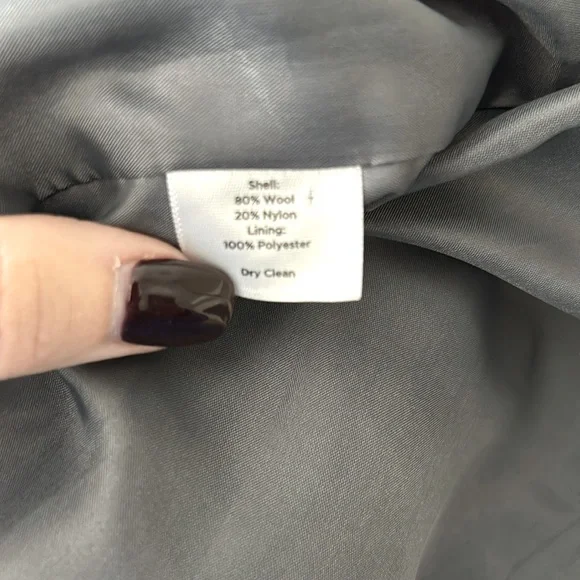 Shell:
80% Wool
20% Nylon
Lining:
100% Polyester
Dry Clean